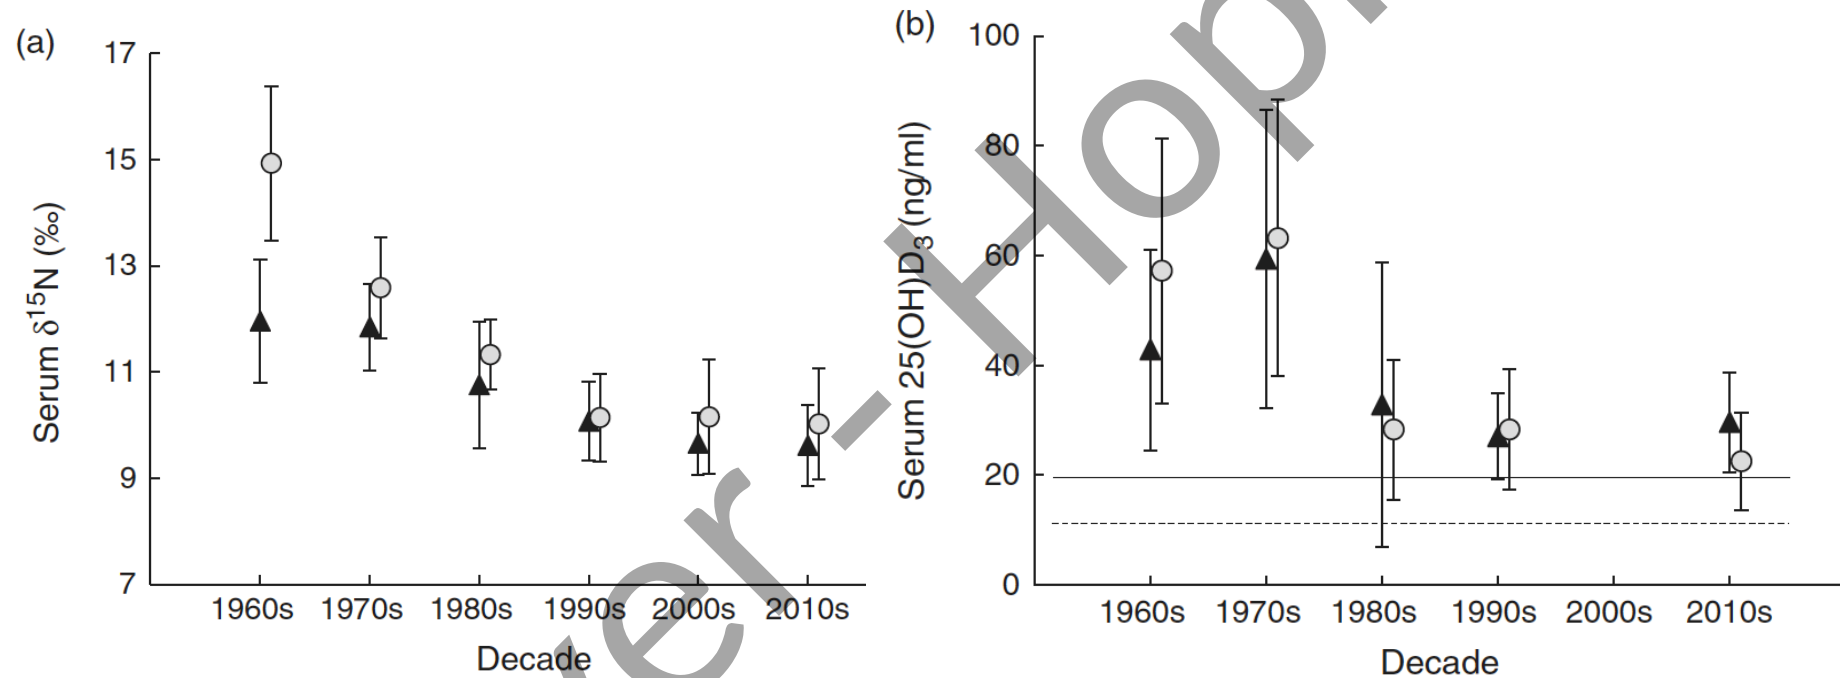 (a)
17
15
13
11
9
7
Serum δ¹⁵N (‰)
1960s 1970s 1980s 1990s 2000s 2010s
Decade
(b)
100
80
60
40
20
0
Serum 25(OH)D₃ (ng/ml)
1960s 1970s 1980s 1990s 2000s 2010s
Decade